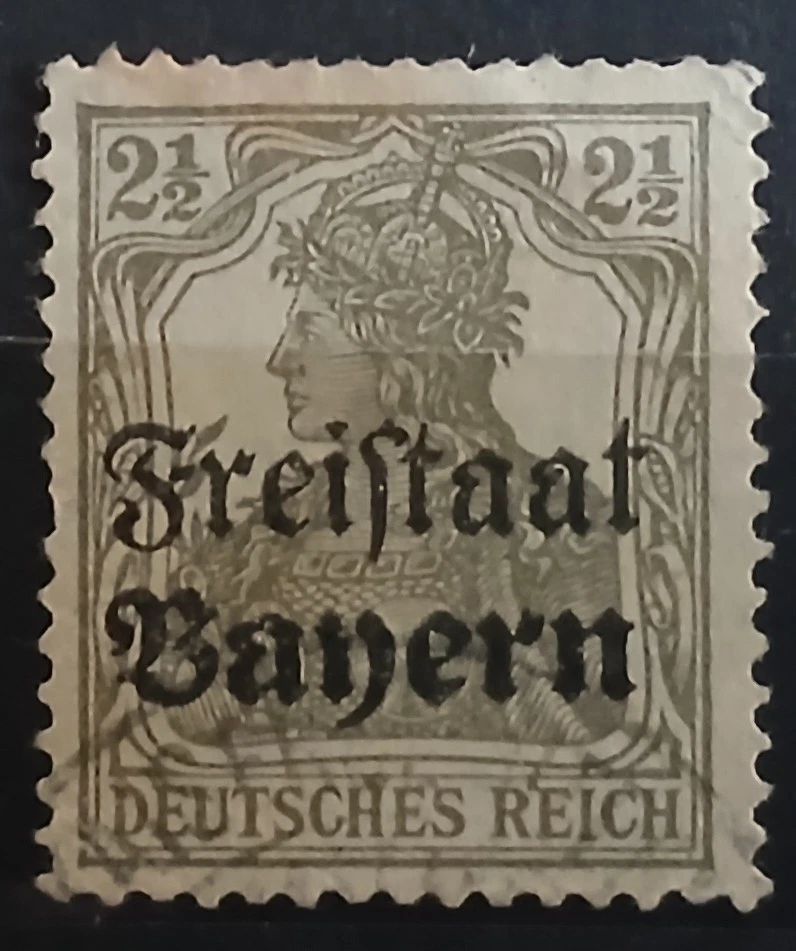 2½ 2½
Freiſtaat
Bayern
DEUTSCHES REICH